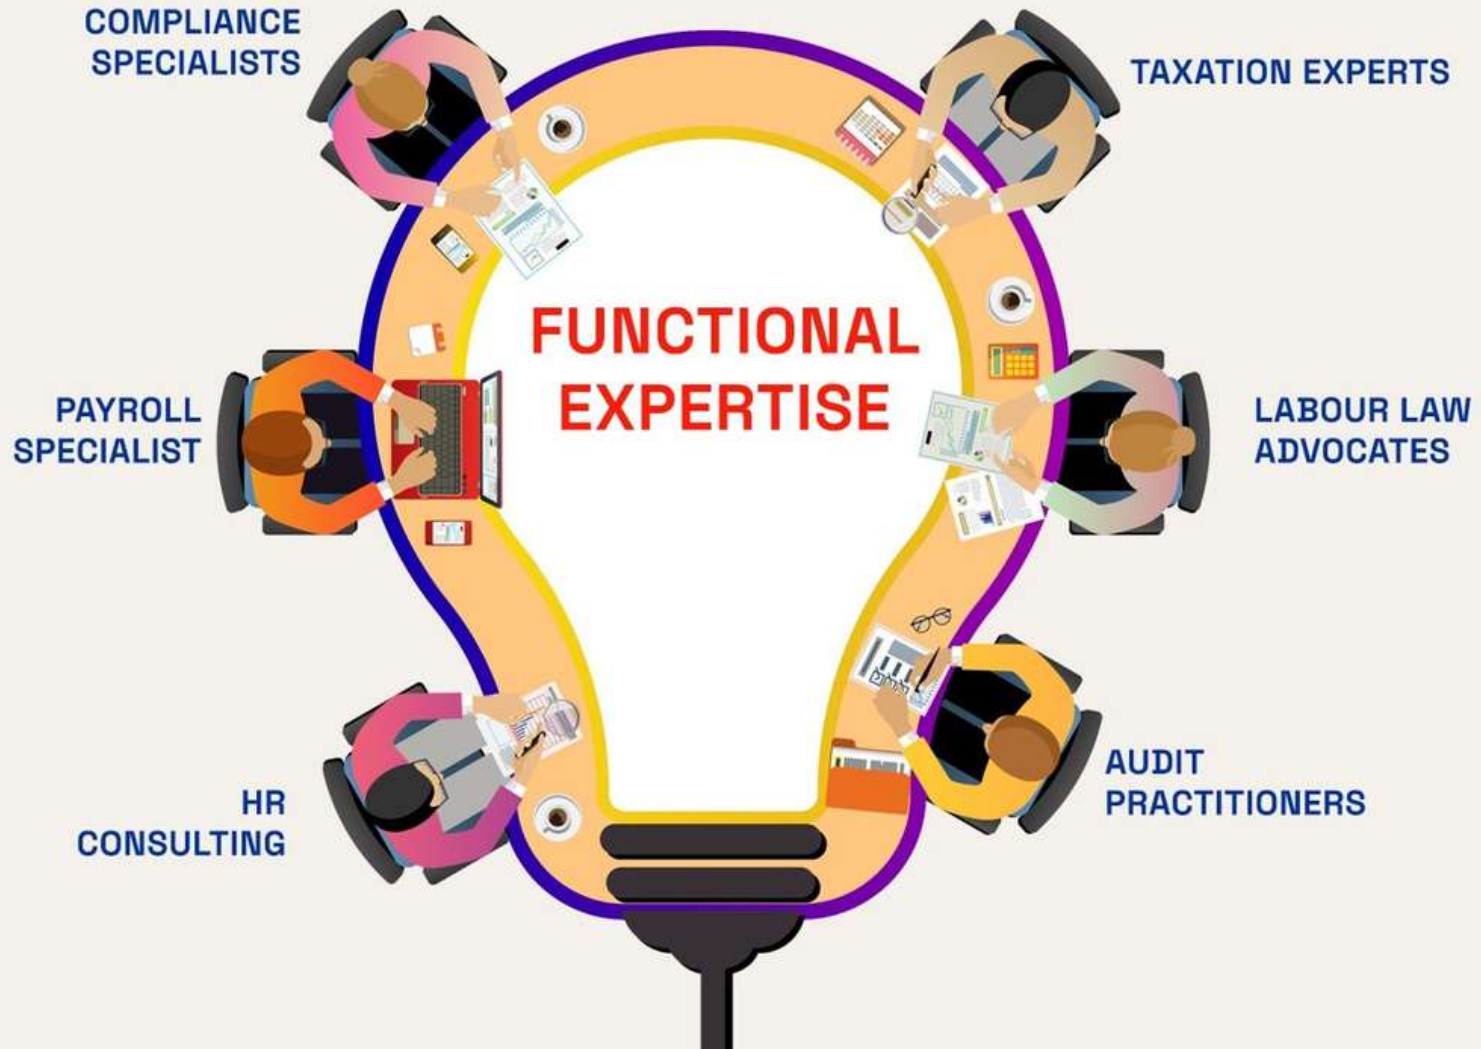 COMPLIANCE
SPECIALISTS
TAXATION EXPERTS
FUNCTIONAL
EXPERTISE
PAYROLL
SPECIALIST
LABOUR LAW
ADVOCATES
HR
CONSULTING
AUDIT
PRACTITIONERS